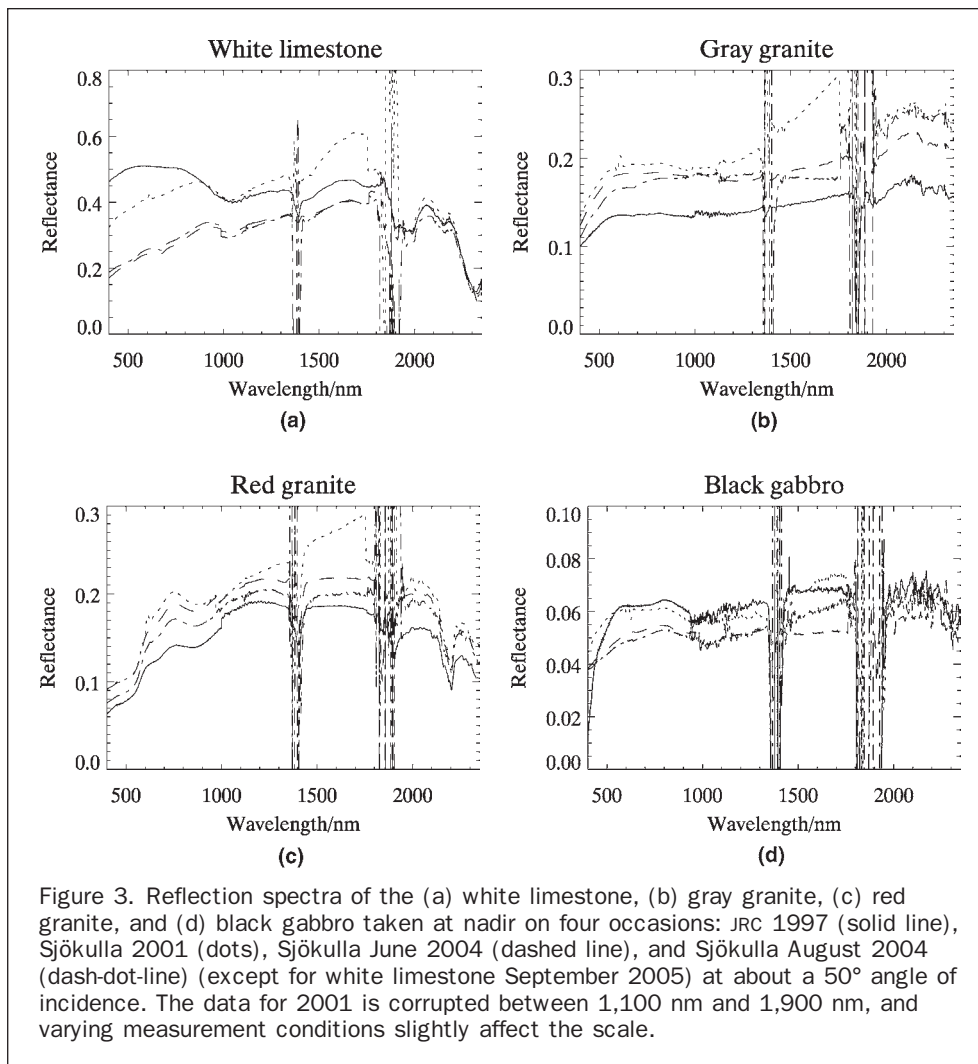 White limestone
0.8
0.6
0.4
0.2
0.0
Reflectance
500 1000 1500 2000
Wavelength/nm
(a)
Gray granite
0.3
0.2
0.1
0.0
Reflectance
500 1000 1500 2000
Wavelength/nm
(b)
Red granite
0.3
0.2
0.1
0.0
Reflectance
500 1000 1500 2000
Wavelength/nm
(c)
Black gabbro
0.10
0.08
0.06
0.04
0.02
0.00
Reflectance
500 1000 1500 2000
Wavelength/nm
(d)
Figure 3. Reflection spectra of the (a) white limestone, (b) gray granite, (c) red
granite, and (d) black gabbro taken at nadir on four occasions: JRC 1997 (solid line),
Sjökulla 2001 (dots), Sjökulla June 2004 (dashed line), and Sjökulla August 2004
(dash-dot-line) (except for white limestone September 2005) at about a 50° angle of
incidence. The data for 2001 is corrupted between 1,100 nm and 1,900 nm, and
varying measurement conditions slightly affect the scale.